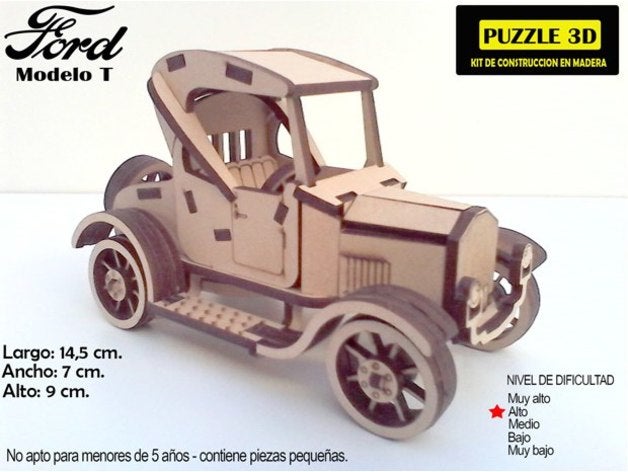 Ford
Modelo T
PUZZLE 3D
KIT DE CONSTRUCCION EN MADERA
Largo: 14,5 cm.
Ancho: 7 cm.
Alto: 9 cm.
NIVEL DE DIFICULTAD
Muy alto
Alto
Medio
Bajo
Muy bajo
No apto para menores de 5 años - contiene piezas pequeñas.